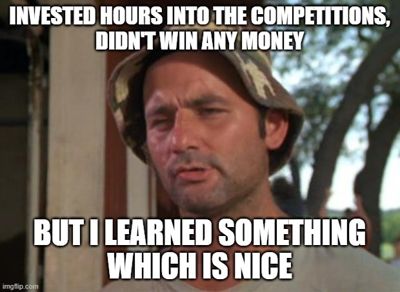 INVESTED HOURS INTO THE COMPETITIONS,
DIDN'T WIN ANY MONEY
BUT I LEARNED SOMETHING
WHICH IS NICE
imgflip.com